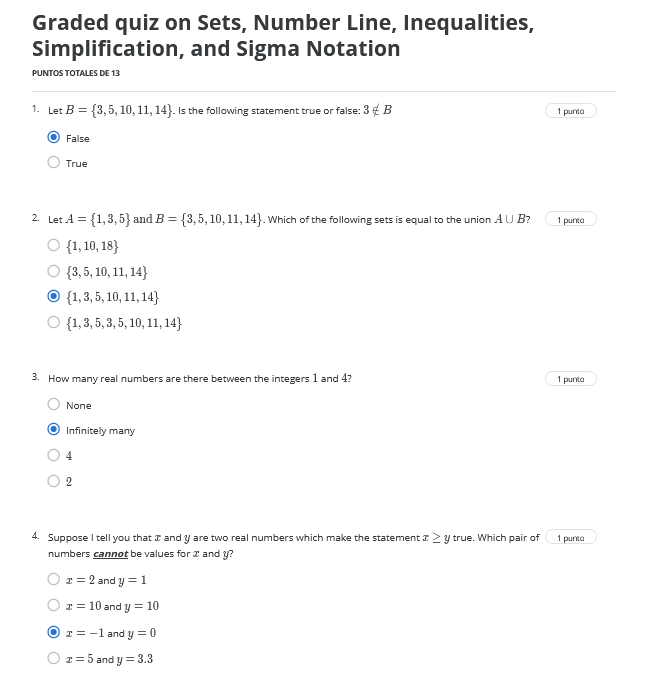 Graded quiz on Sets, Number Line, Inequalities,
Simplification, and Sigma Notation
PUNTOS TOTALES DE 13
1. Let B = {3, 5, 10, 11, 14}. Is the following statement true or false: 3 ∉ B 1 punto
False
True
2. Let A = {1, 3, 5} and B = {3, 5, 10, 11, 14}. Which of the following sets is equal to the union A ∪ B? 1 punto
{1, 10, 18}
{3, 5, 10, 11, 14}
{1, 3, 5, 10, 11, 14}
{1, 3, 5, 3, 5, 10, 11, 14}
3. How many real numbers are there between the integers 1 and 4? 1 punto
None
Infinitely many
4
2
4. Suppose I tell you that x and y are two real numbers which make the statement x ≥ y true. Which pair of 1 punto
numbers cannot be values for x and y?
x = 2 and y = 1
x = 10 and y = 10
x = −1 and y = 0
x = 5 and y = 3.3